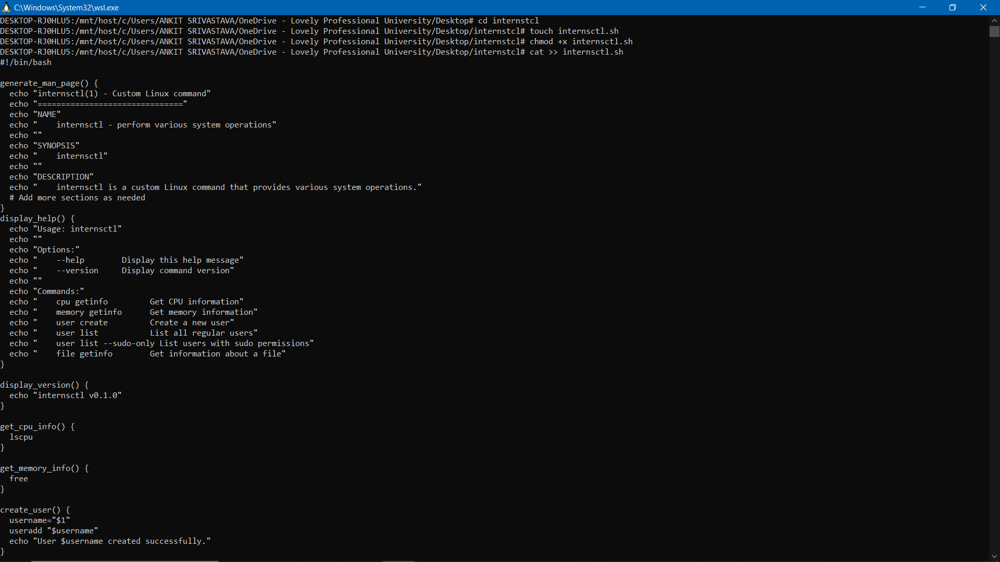 C:\Windows\System32\wsl.exe
DESKTOP-RJ0HLU5:/mnt/host/c/Users/ANKIT SRIVASTAVA/OneDrive - Lovely Professional University/Desktop# cd internstcl
DESKTOP-RJ0HLU5:/mnt/host/c/Users/ANKIT SRIVASTAVA/OneDrive - Lovely Professional University/Desktop/internstcl# touch internsctl.sh
DESKTOP-RJ0HLU5:/mnt/host/c/Users/ANKIT SRIVASTAVA/OneDrive - Lovely Professional University/Desktop/internstcl# chmod +x internsctl.sh
DESKTOP-RJ0HLU5:/mnt/host/c/Users/ANKIT SRIVASTAVA/OneDrive - Lovely Professional University/Desktop/internstcl# cat >> internsctl.sh
#!/bin/bash

generate_man_page() {
  echo "internsctl(1) - Custom Linux command"
  echo "==============================="
  echo "NAME"
  echo "    internsctl - perform various system operations"
  echo ""
  echo "SYNOPSIS"
  echo "    internsctl"
  echo ""
  echo "DESCRIPTION"
  echo "    internsctl is a custom Linux command that provides various system operations."
  # Add more sections as needed
}
display_help() {
  echo "Usage: internsctl"
  echo ""
  echo "Options:"
  echo "    --help        Display this help message"
  echo "    --version     Display command version"
  echo ""
  echo "Commands:"
  echo "    cpu getinfo         Get CPU information"
  echo "    memory getinfo      Get memory information"
  echo "    user create         Create a new user"
  echo "    user list           List all regular users"
  echo "    user list --sudo-only List users with sudo permissions"
  echo "    file getinfo        Get information about a file"
}

display_version() {
  echo "internsctl v0.1.0"
}

get_cpu_info() {
  lscpu
}

get_memory_info() {
  free
}

create_user() {
  username="$1"
  useradd "$username"
  echo "User $username created successfully."
}